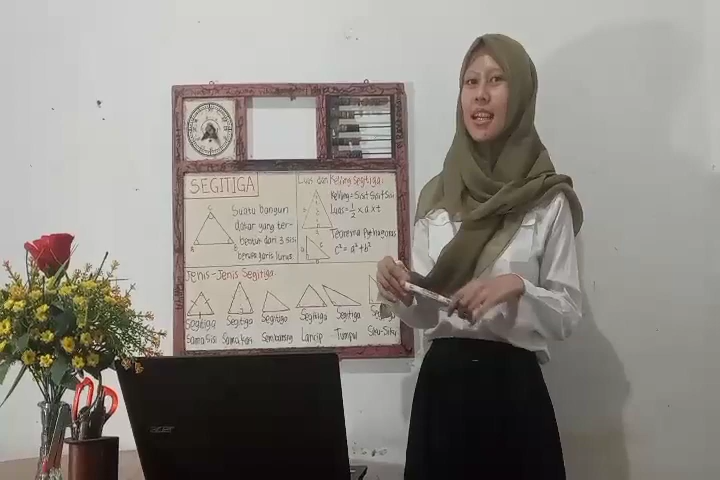 SEGITIGA
Suatu bangun
datar yang ter-
bentuk dari 3 sisi
berupa garis lurus.
Luas dan Keliling Segitiga:
Keliling = Sisi + Sisi + Sisi
Luas = 1/2 x a x t
Teorema Pythagoras
c² = a² + b²
Jenis-Jenis Segitiga
Segitiga Sama Sisi
Segitiga Sama Kaki
Segitiga Sembarang
Segitiga Lancip
Segitiga Tumpul
Siku-Siku
acer